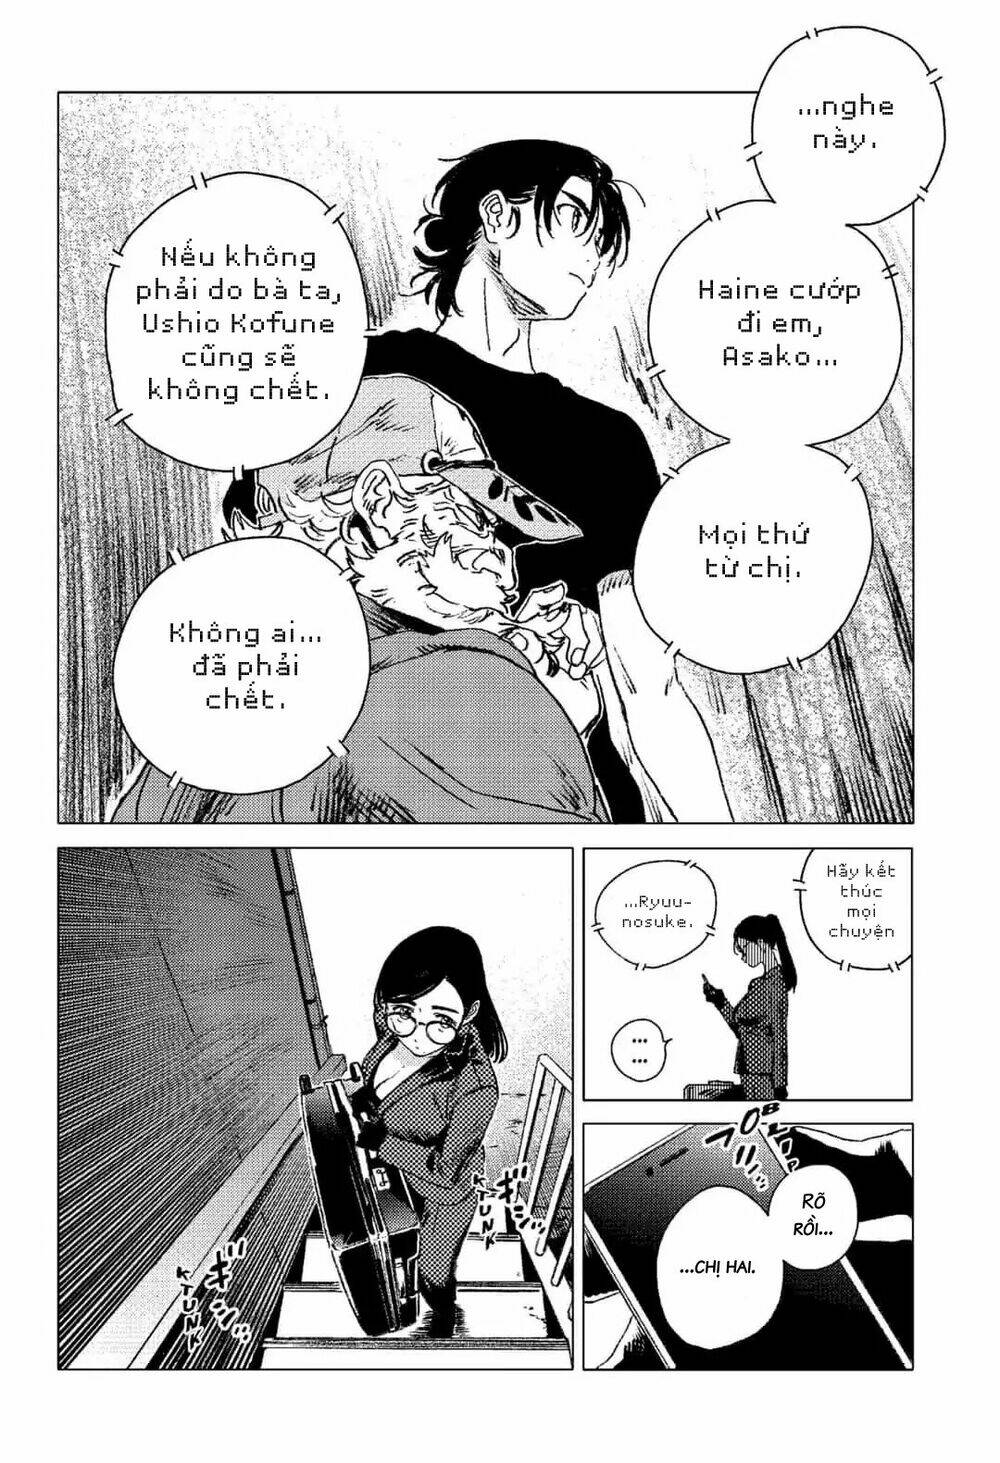 ...nghe
này.
Haine cướp
đi em,
Asako...
Mọi thứ
từ chị.
Nếu không
phải do bà ta,
Ushio Kofune
cũng sẽ
không chết.
Không ai...
đã phải
chết.
Hãy kết
thúc
mọi
chuyện
...Ryuu-
nosuke.
...
...
RÕ
RỒI...
...CHỊ HAI.
KTUNK
KTUNK